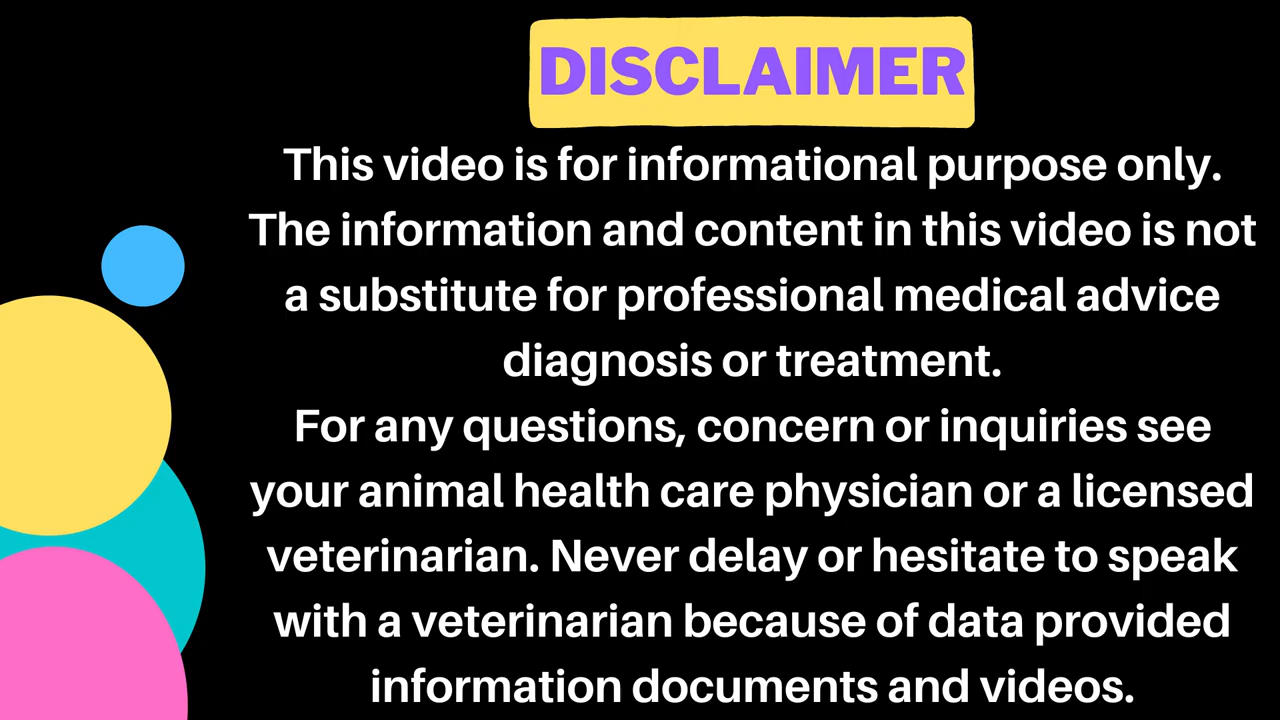 DISCLAIMER
This video is for informational purpose only.
The information and content in this video is not
a substitute for professional medical advice
diagnosis or treatment.
For any questions, concern or inquiries see
your animal health care physician or a licensed
veterinarian. Never delay or hesitate to speak
with a veterinarian because of data provided
information documents and videos.